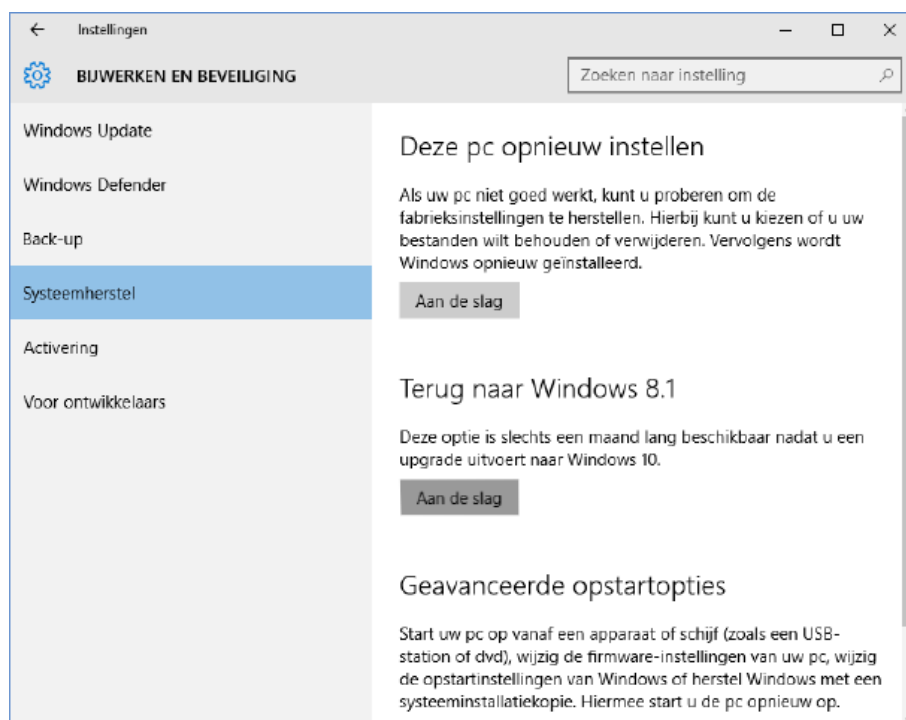 Instellingen
BIJWERKEN EN BEVEILIGING
Zoeken naar instelling
Windows Update
Windows Defender
Back-up
Systeemherstel
Activering
Voor ontwikkelaars
Deze pc opnieuw instellen
Als uw pc niet goed werkt, kunt u proberen om de
fabrieksinstellingen te herstellen. Hierbij kunt u kiezen of u uw
bestanden wilt behouden of verwijderen. Vervolgens wordt
Windows opnieuw geïnstalleerd.
Aan de slag
Terug naar Windows 8.1
Deze optie is slechts een maand lang beschikbaar nadat u een
upgrade uitvoert naar Windows 10.
Aan de slag
Geavanceerde opstartopties
Start uw pc op vanaf een apparaat of schijf (zoals een USB-
station of dvd), wijzig de firmware-instellingen van uw pc, wijzig
de opstartinstellingen van Windows of herstel Windows met een
systeeminstallatiekopie. Hiermee start u de pc opnieuw op.